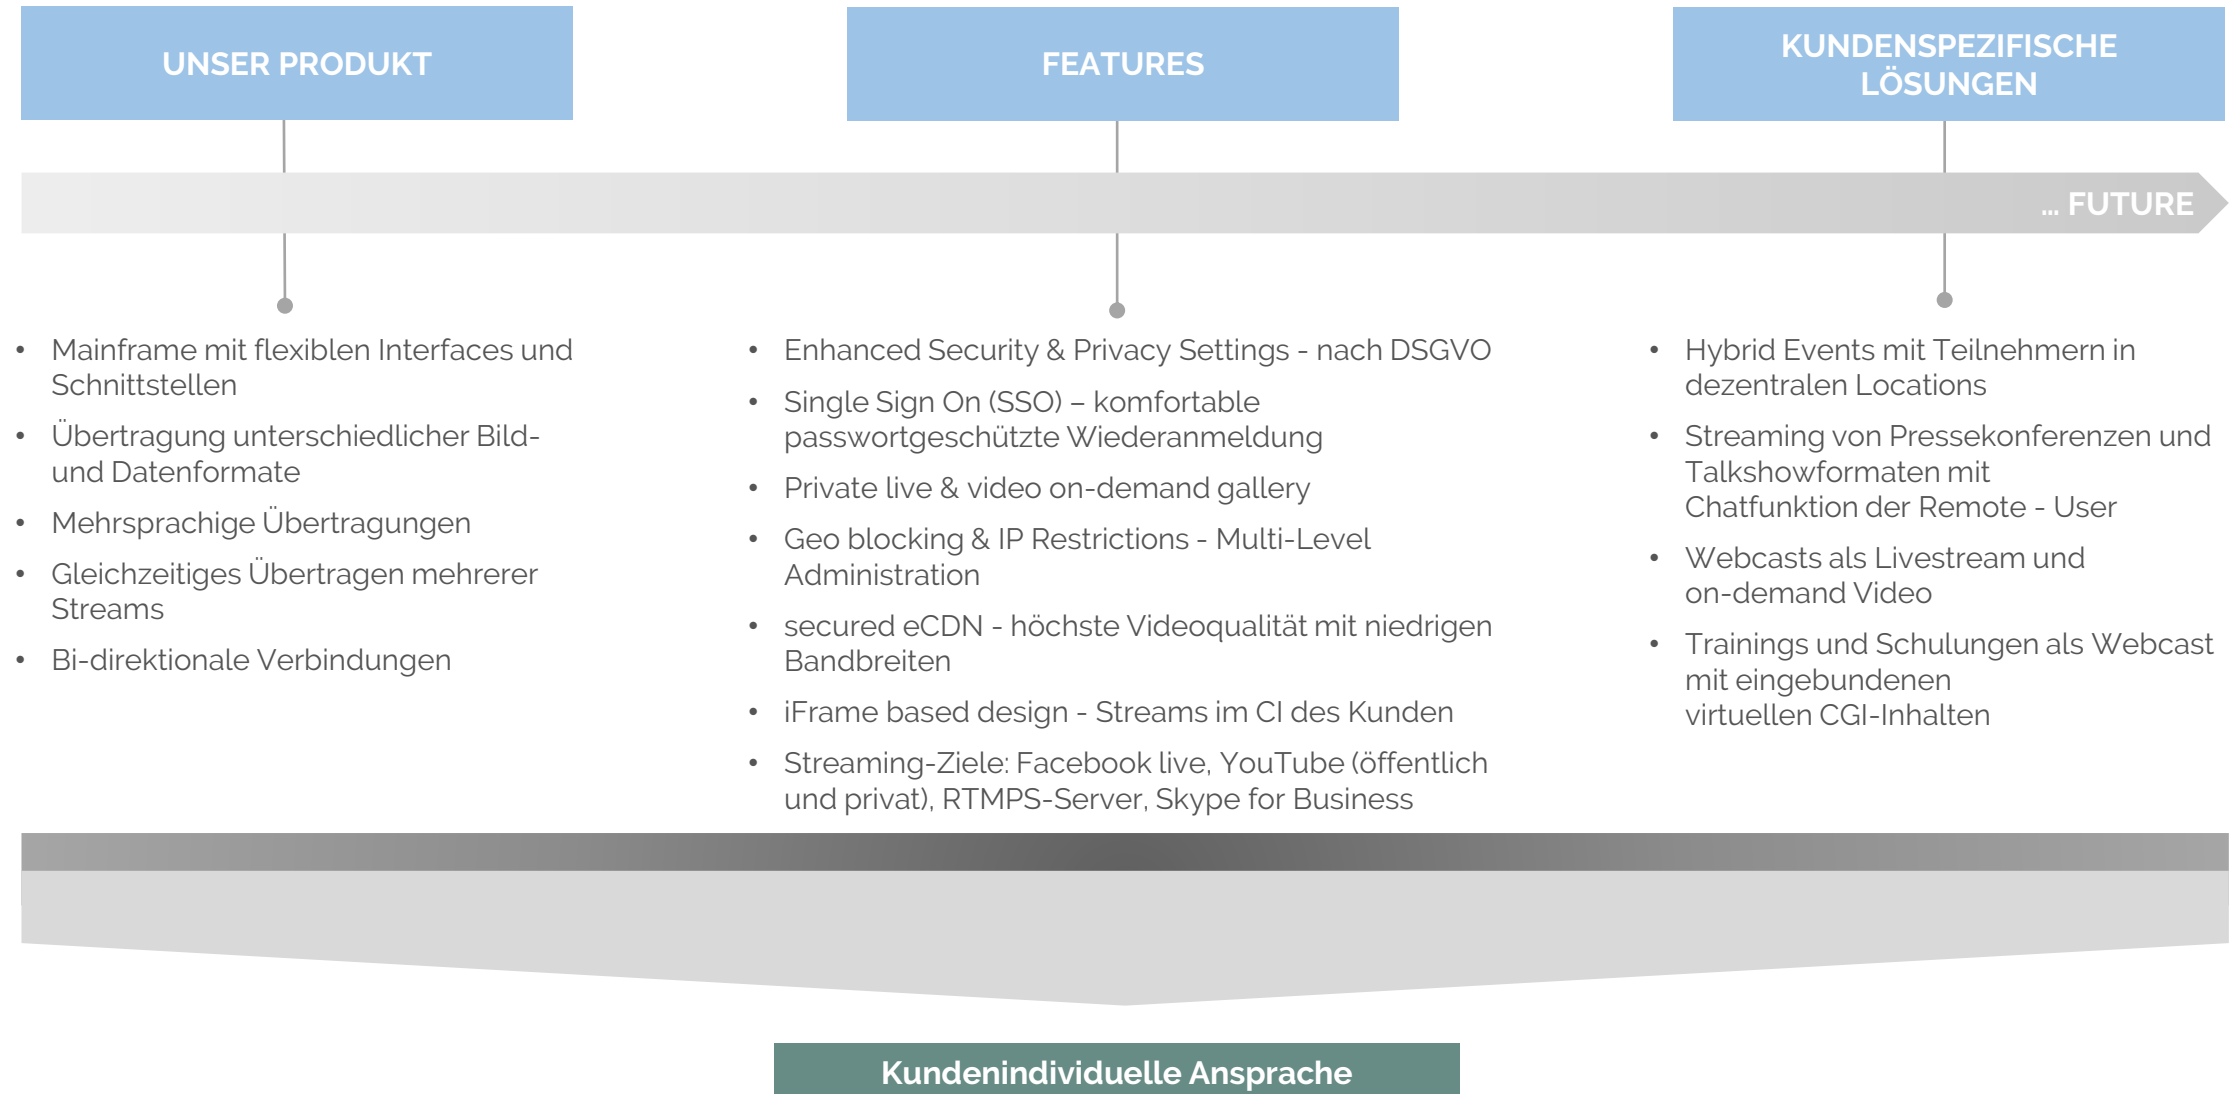 UNSER PRODUKT
FEATURES
KUNDENSPEZIFISCHE
LÖSUNGEN
... FUTURE
• Mainframe mit flexiblen Interfaces und
Schnittstellen
• Übertragung unterschiedlicher Bild-
und Datenformate
• Mehrsprachige Übertragungen
• Gleichzeitiges Übertragen mehrerer
Streams
• Bi-direktionale Verbindungen
• Enhanced Security & Privacy Settings - nach DSGVO
• Single Sign On (SSO) – komfortable
passwortgeschützte Wiederanmeldung
• Private live & video on-demand gallery
• Geo blocking & IP Restrictions - Multi-Level
Administration
• secured eCDN - höchste Videoqualität mit niedrigen
Bandbreiten
• iFrame based design - Streams im CI des Kunden
• Streaming-Ziele: Facebook live, YouTube (öffentlich
und privat), RTMPS-Server, Skype for Business
• Hybrid Events mit Teilnehmern in
dezentralen Locations
• Streaming von Pressekonferenzen und
Talkshowformaten mit
Chatfunktion der Remote - User
• Webcasts als Livestream und
on-demand Video
• Trainings und Schulungen als Webcast
mit eingebundenen
virtuellen CGI-Inhalten
Kundenindividuelle Ansprache